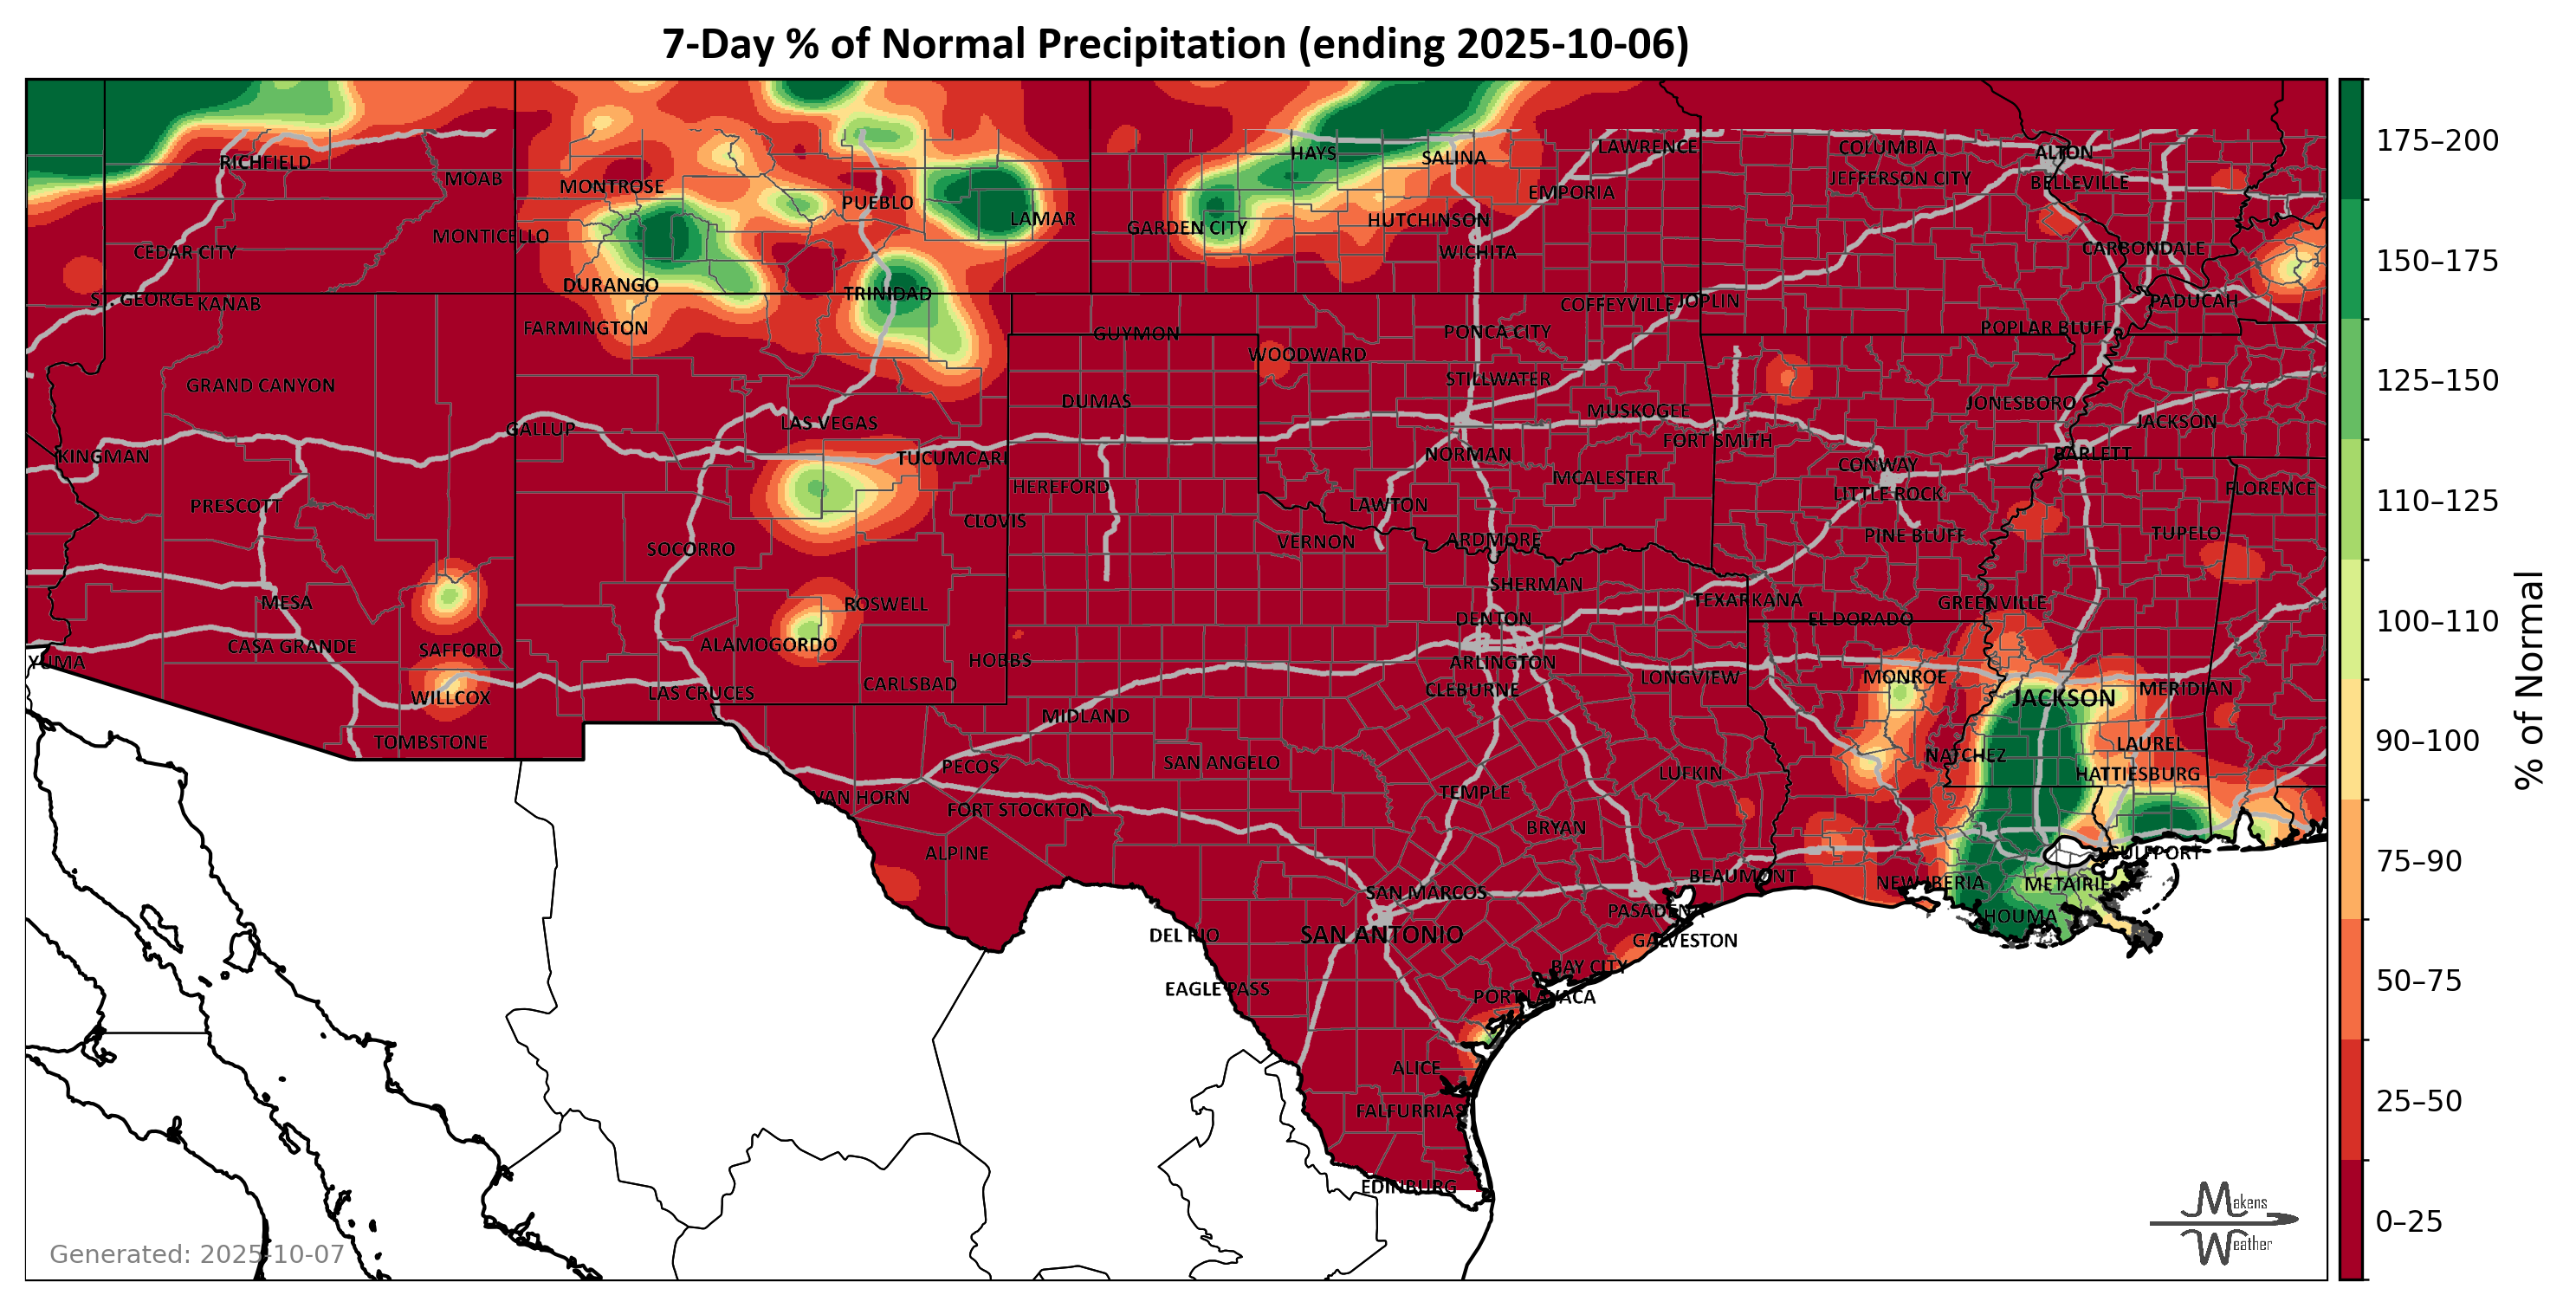 7-Day % of Normal Precipitation (ending 2025-10-06)
RICHFIELD
MOAB
MONTROSE
PUEBLO
LAMAR
HAYS
SALINA
LAWRENCE
COLUMBIA
ALTON
JEFFERSON CITY
BELLEVILLE
EMPORIA
GARDEN CITY
HUTCHINSON
WICHITA
CEDAR CITY
MONTICELLO
CARBONDALE
DURANGO
TRINIDAD
ST. GEORGE
KANAB
COFFEYVILLE
JOPLIN
PADUCAH
FARMINGTON
GUYMON
PONCA CITY
POPLAR BLUFF
WOODWARD
GRAND CANYON
STILLWATER
DUMAS
MUSKOGEE
JONESBORO
JACKSON
LAS VEGAS
GALLUP
FORT SMITH
KINGMAN
TUCUMCARI
NORMAN
BARLETT
CONWAY
PRESCOTT
HEREFORD
MCALESTER
LITTLE ROCK
FLORENCE
LAWTON
CLOVIS
SOCORRO
VERNON
ARDMORE
PINE BLUFF
TUPELO
SHERMAN
MESA
ROSWELL
TEXARKANA
GREENVILLE
DENTON
EL DORADO
CASA GRANDE
SAFFORD
ALAMOGORDO
YUMA
HOBBS
ARLINGTON
WILLCOX
LAS CRUCES
CARLSBAD
CLEBURNE
LONGVIEW
MONROE
JACKSON
MERIDIAN
MIDLAND
TOMBSTONE
LAUREL
PECOS
SAN ANGELO
NATCHEZ
LUFKIN
HATTIESBURG
VAN HORN
FORT STOCKTON
TEMPLE
BRYAN
ALPINE
GULFPORT
BEAUMONT
NEW IBERIA
METAIRIE
SAN MARCOS
PASADENA
HOUMA
DEL RIO
SAN ANTONIO
GALVESTON
BAY CITY
EAGLE PASS
PORT LAVACA
ALICE
FALFURRIAS
EDINBURG
175–200
150–175
125–150
110–125
100–110
90–100
75–90
50–75
25–50
0–25
% of Normal
Generated: 2025-10-07
Makens
Weather